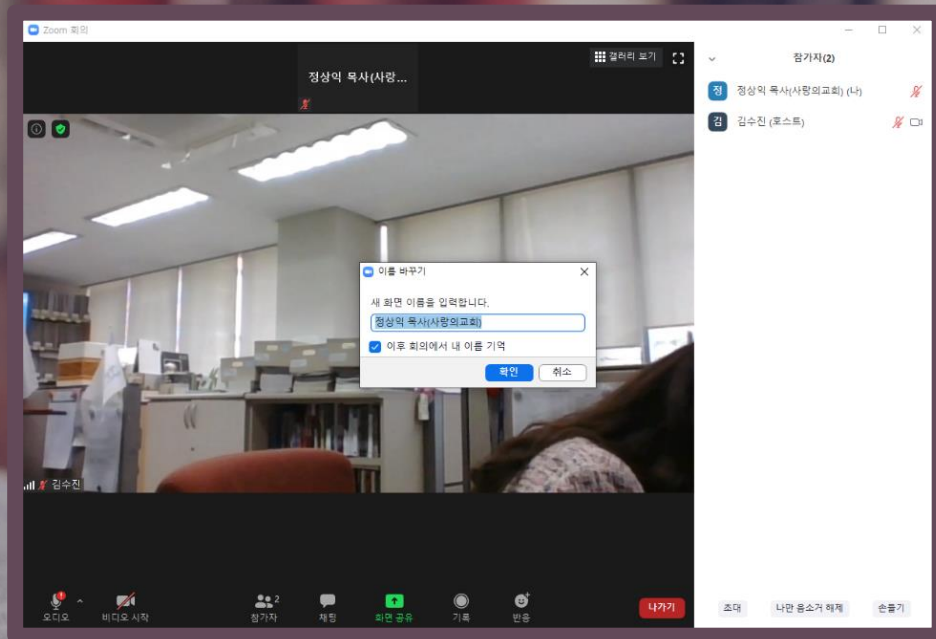 Zoom 회의
정상익 목사(사랑...
갤러리 보기
참가자(2)
정 정상익 목사(사랑의교회) (나)
김 김수진 (호스트)
이름 바꾸기
새 화면 이름을 입력합니다.
정상익 목사(사랑의교회)
이후 회의에서 내 이름 기억
확인 취소
김수진
오디오 비디오 시작 참가자 2 채팅 화면 공유 기록 반응 나가기
초대 나만 음소거 해제 손들기